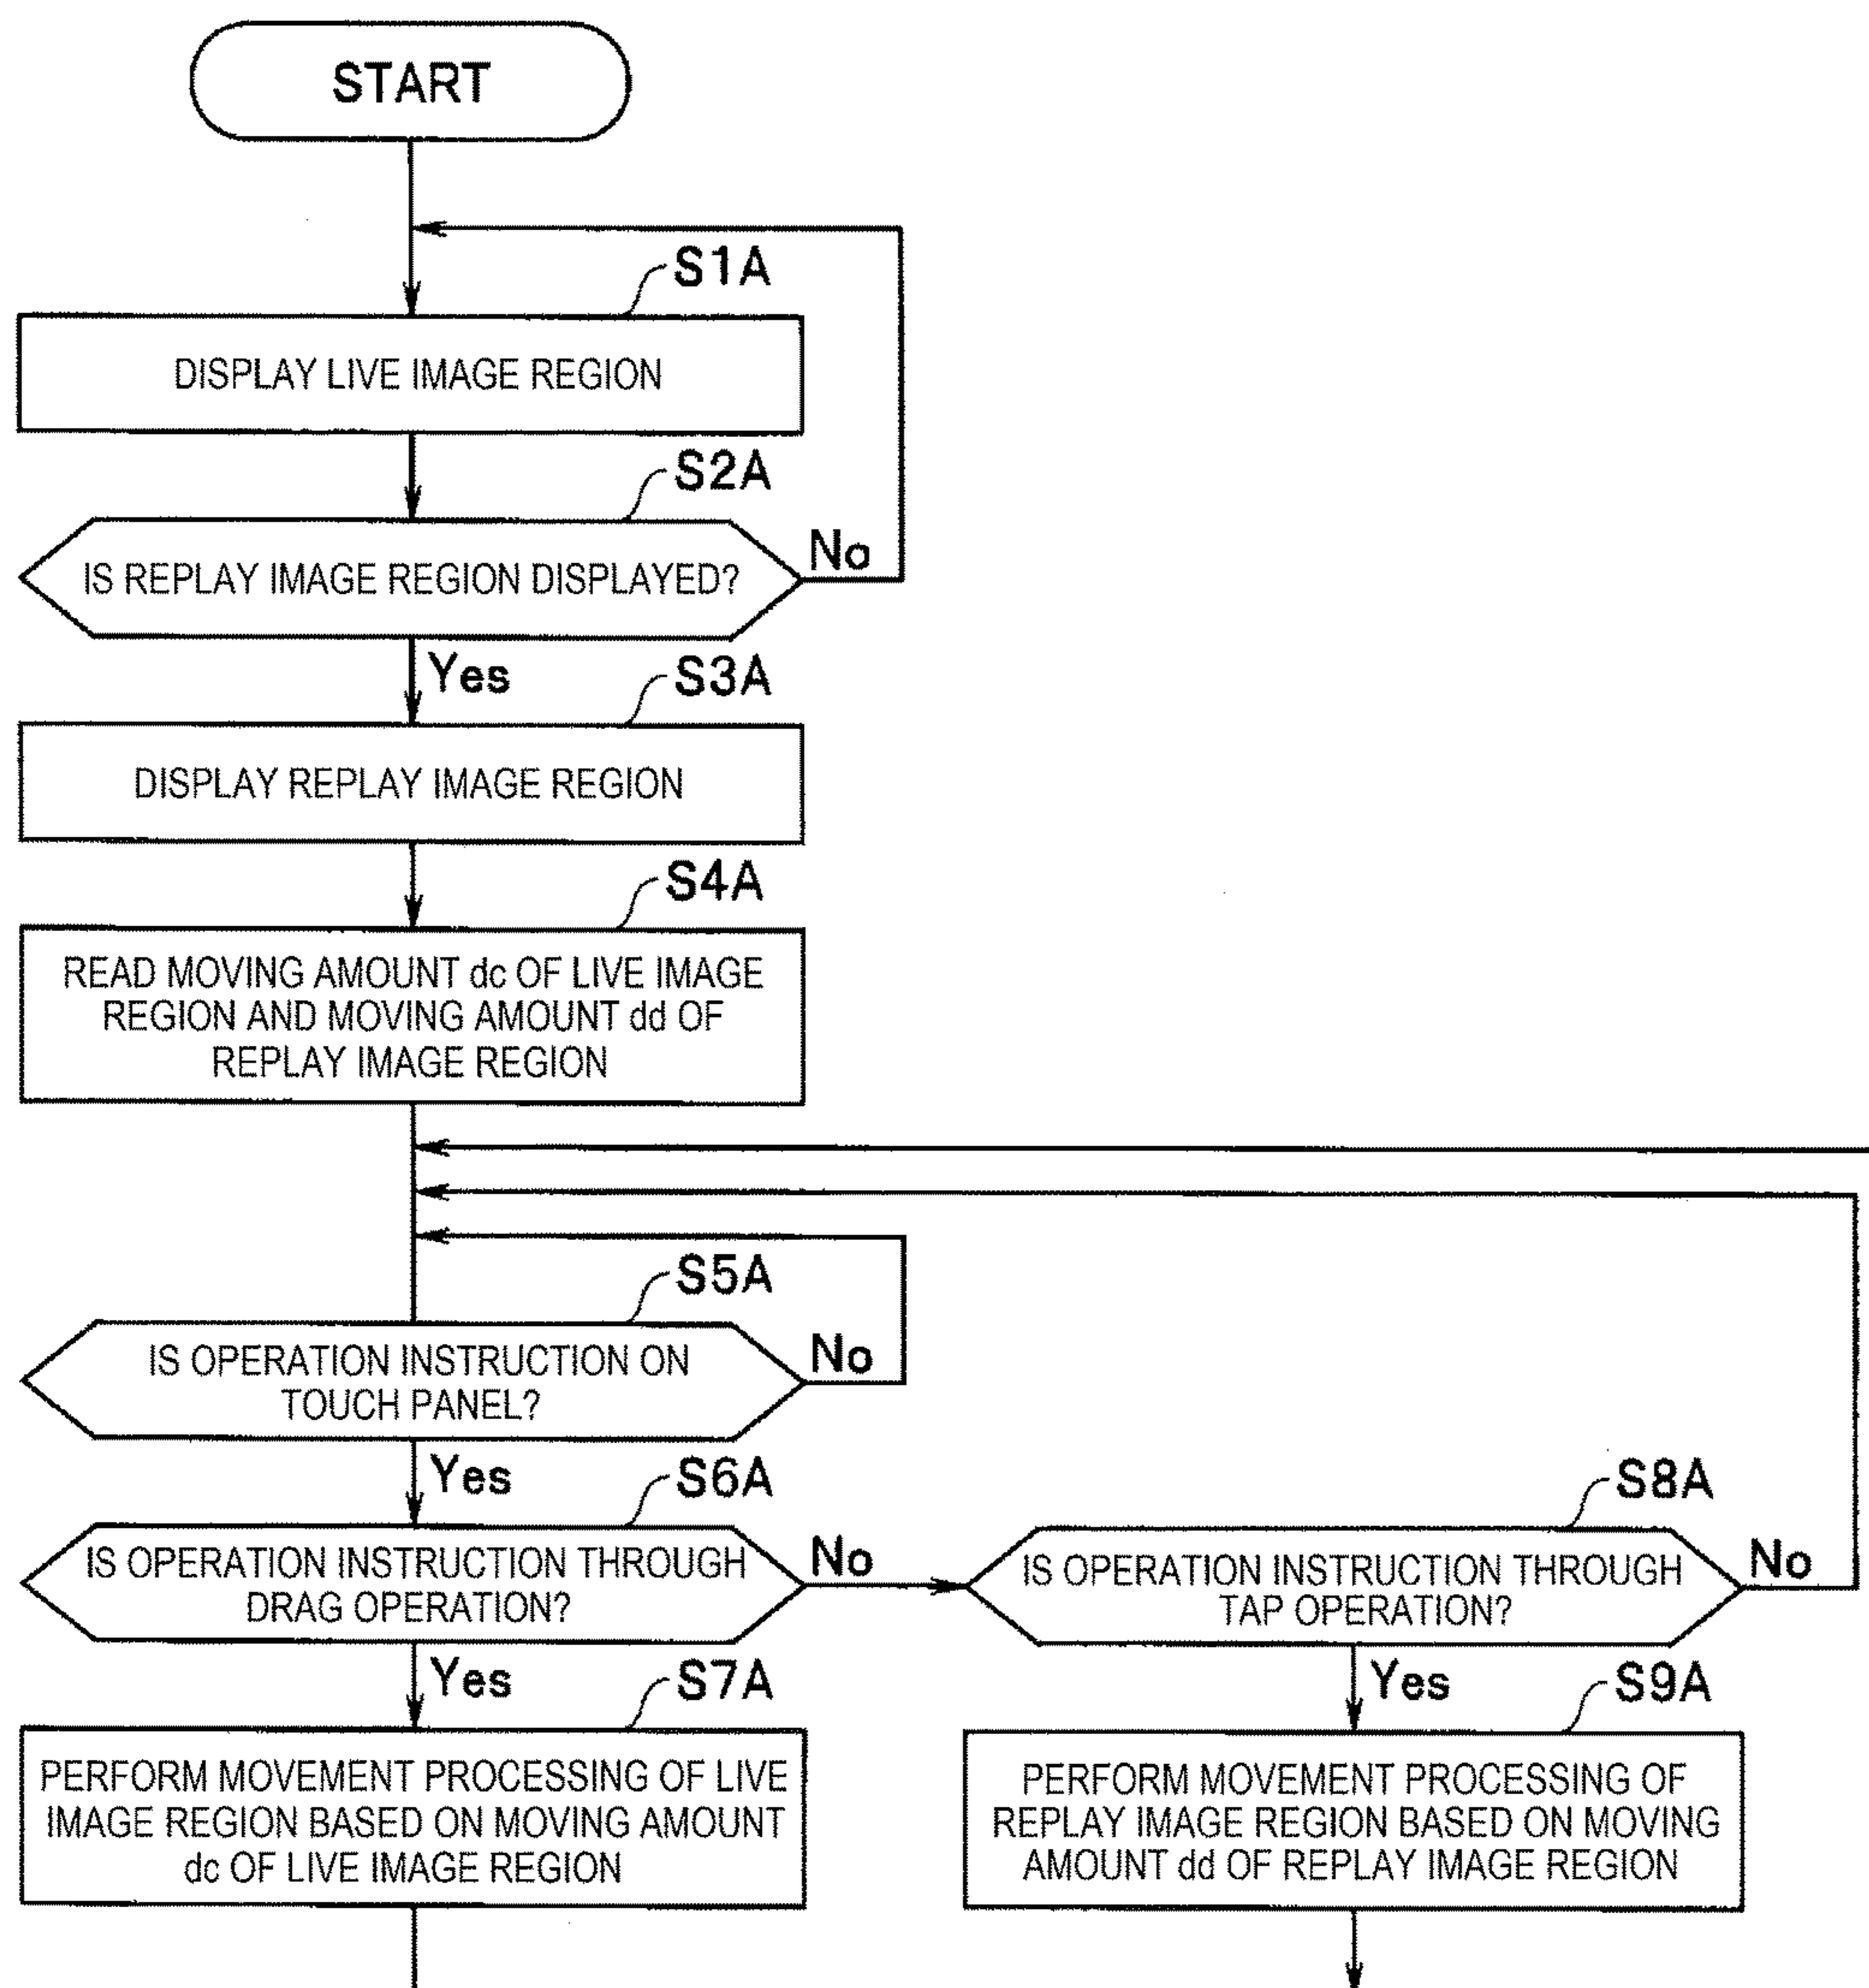 START
S1A
DISPLAY LIVE IMAGE REGION
S2A
IS REPLAY IMAGE REGION DISPLAYED?
No
Yes
S3A
DISPLAY REPLAY IMAGE REGION
S4A
READ MOVING AMOUNT dc OF LIVE IMAGE
REGION AND MOVING AMOUNT dd OF
REPLAY IMAGE REGION
S5A
IS OPERATION INSTRUCTION ON
TOUCH PANEL?
No
Yes
S6A
IS OPERATION INSTRUCTION THROUGH
DRAG OPERATION?
No
S8A
IS OPERATION INSTRUCTION THROUGH
TAP OPERATION?
No
Yes
S7A
PERFORM MOVEMENT PROCESSING OF LIVE
IMAGE REGION BASED ON MOVING AMOUNT
dc OF LIVE IMAGE REGION
Yes
S9A
PERFORM MOVEMENT PROCESSING OF
REPLAY IMAGE REGION BASED ON MOVING
AMOUNT dd OF REPLAY IMAGE REGION